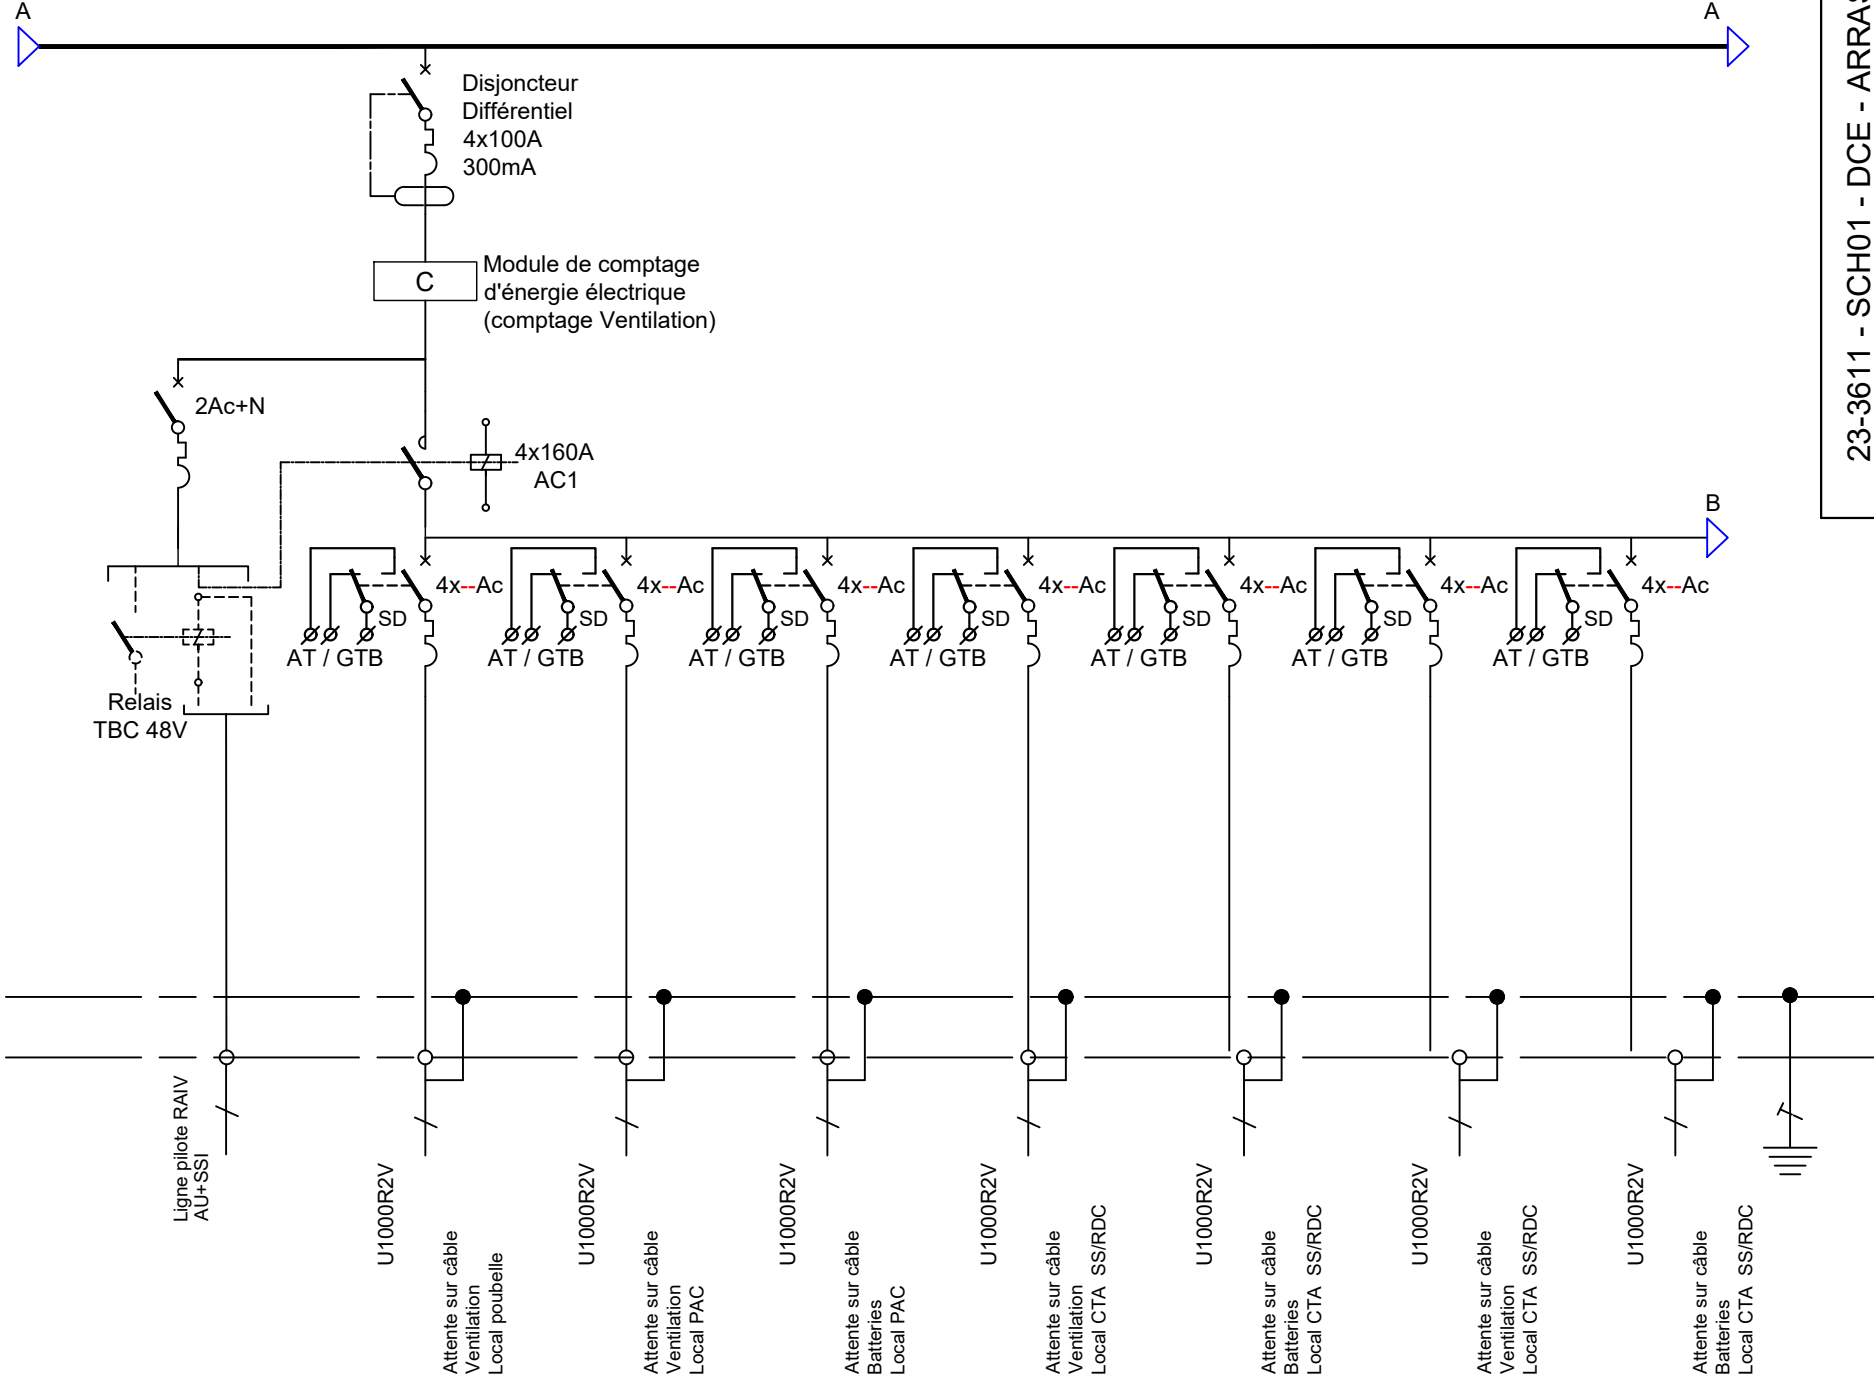 A
A
Disjoncteur
Différentiel
4x100A
300mA
C
Module de comptage
d'énergie électrique
(comptage Ventilation)
2Ac+N
4x160A
AC1
B
4x--Ac
SD
AT / GTB
4x--Ac
SD
AT / GTB
4x--Ac
SD
AT / GTB
4x--Ac
SD
AT / GTB
4x--Ac
SD
AT / GTB
4x--Ac
SD
AT / GTB
4x--Ac
SD
AT / GTB
Relais
TBC 48V
Ligne pilote RAIV
AU+SSI
U1000R2V
Attente sur câble
Ventilation
Local poubelle
U1000R2V
Attente sur câble
Ventilation
Local PAC
U1000R2V
Attente sur câble
Batteries
Local PAC
U1000R2V
Attente sur câble
Ventilation
Local CTA SS/RDC
U1000R2V
Attente sur câble
Batteries
Local CTA SS/RDC
U1000R2V
Attente sur câble
Ventilation
Local CTA SS/RDC
U1000R2V
Attente sur câble
Batteries
Local CTA SS/RDC
23-3611 - SCH01 - DCE - ARRAS